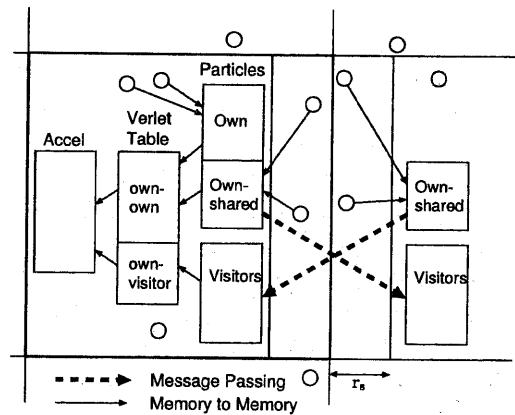 Particles
Verlet
Table
Accel
Own
own-
own
Own-
shared
Own-
shared
own-
visitor
Visitors
Visitors
Message Passing
Memory to Memory
rs